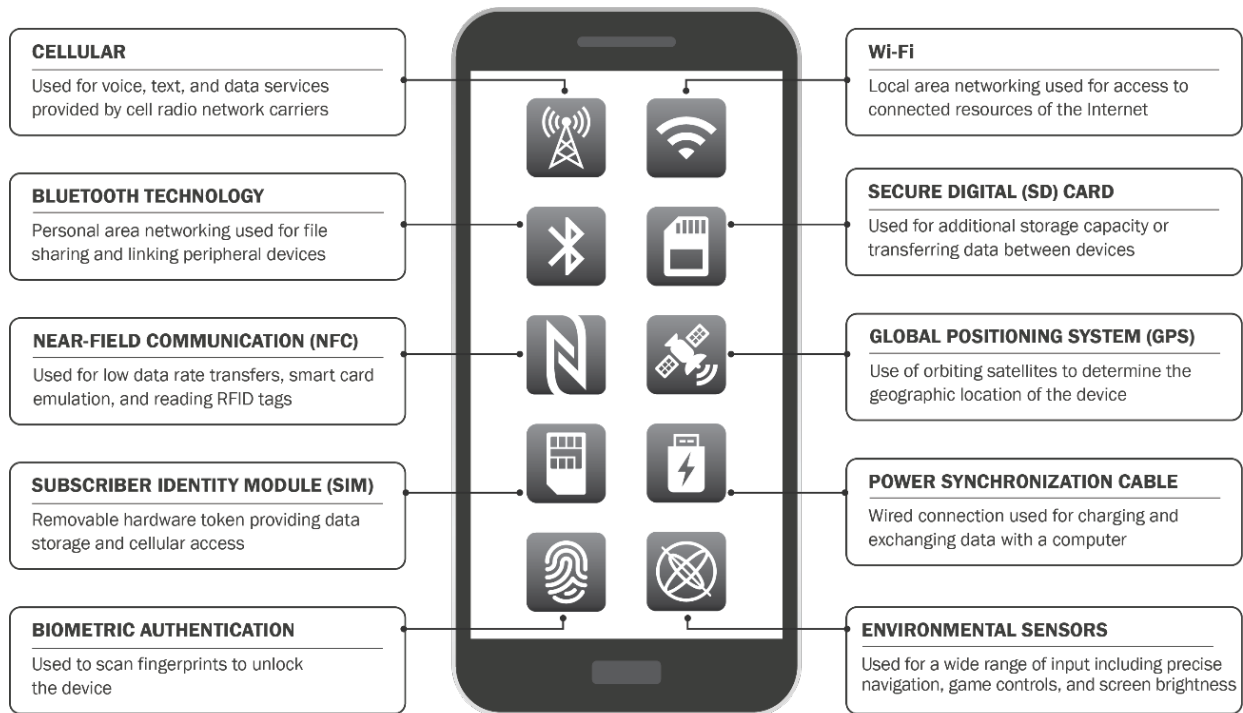 CELLULAR
Used for voice, text, and data services
provided by cell radio network carriers
BLUETOOTH TECHNOLOGY
Personal area networking used for file
sharing and linking peripheral devices
NEAR-FIELD COMMUNICATION (NFC)
Used for low data rate transfers, smart card
emulation, and reading RFID tags
SUBSCRIBER IDENTITY MODULE (SIM)
Removable hardware token providing data
storage and cellular access
BIOMETRIC AUTHENTICATION
Used to scan fingerprints to unlock
the device
Wi-Fi
Local area networking used for access to
connected resources of the Internet
SECURE DIGITAL (SD) CARD
Used for additional storage capacity or
transferring data between devices
GLOBAL POSITIONING SYSTEM (GPS)
Use of orbiting satellites to determine the
geographic location of the device
POWER SYNCHRONIZATION CABLE
Wired connection used for charging and
exchanging data with a computer
ENVIRONMENTAL SENSORS
Used for a wide range of input including precise
navigation, game controls, and screen brightness